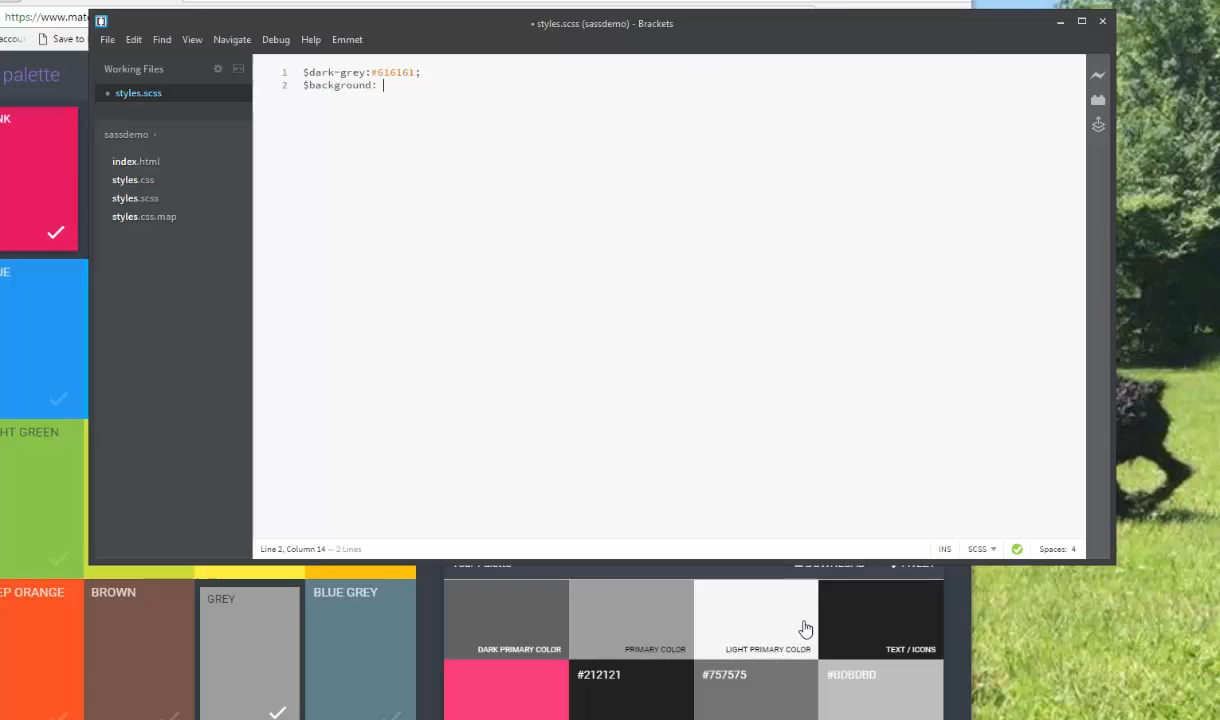 https://www.mat
accou
Save to
palette
NK
UE
HT GREEN
EP ORANGE
BROWN
GREY
BLUE GREY
• styles.scss (sassdemo) - Brackets
File Edit Find View Navigate Debug Help Emmet
Working Files
• styles.scss
sassdemo
index.html
styles.css
styles.scss
styles.css.map
1 $dark-grey:#616161;
2 $background:
Line 2, Column 14 — 2 Lines
INS SCSS Spaces: 4
DARK PRIMARY COLOR
PRIMARY COLOR
LIGHT PRIMARY COLOR
TEXT / ICONS
#212121
#757575
#BDBDBD